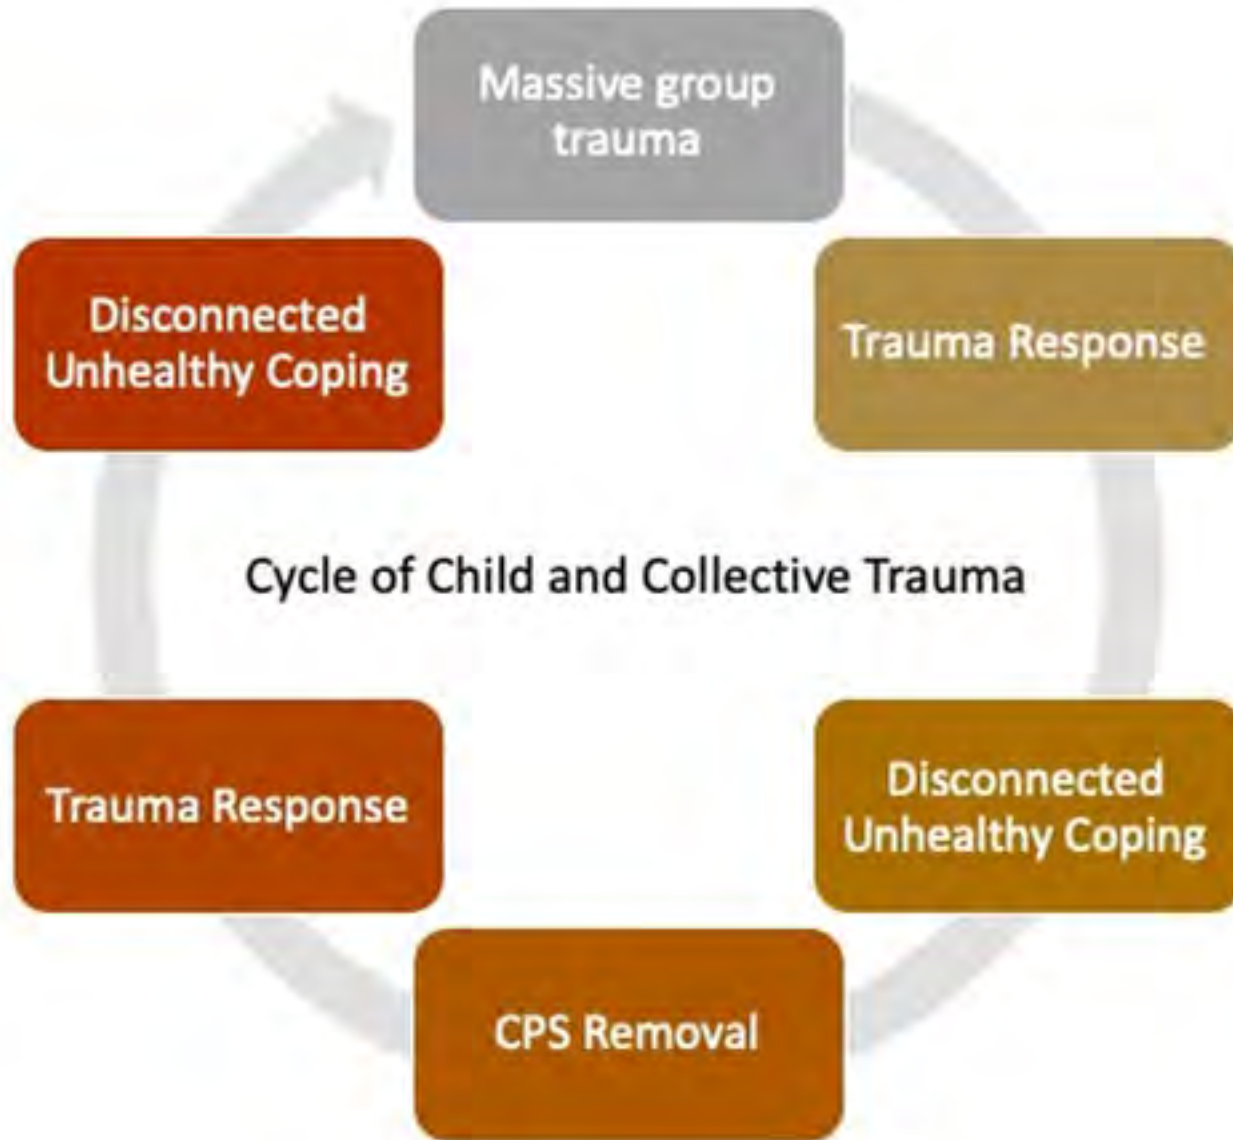 Massive group
trauma
Trauma Response
Disconnected
Unhealthy Coping
CPS Removal
Trauma Response
Disconnected
Unhealthy Coping
Cycle of Child and Collective Trauma